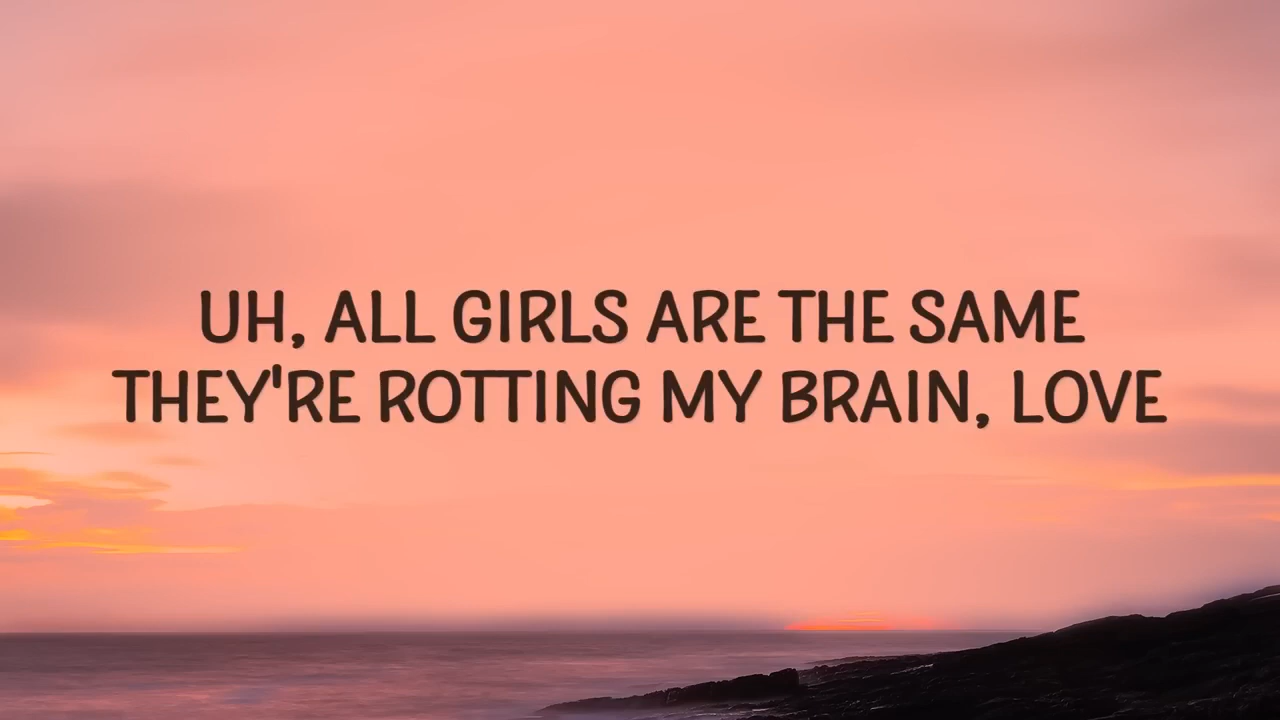 UH, ALL GIRLS ARE THE SAME
THEY'RE ROTTING MY BRAIN, LOVE